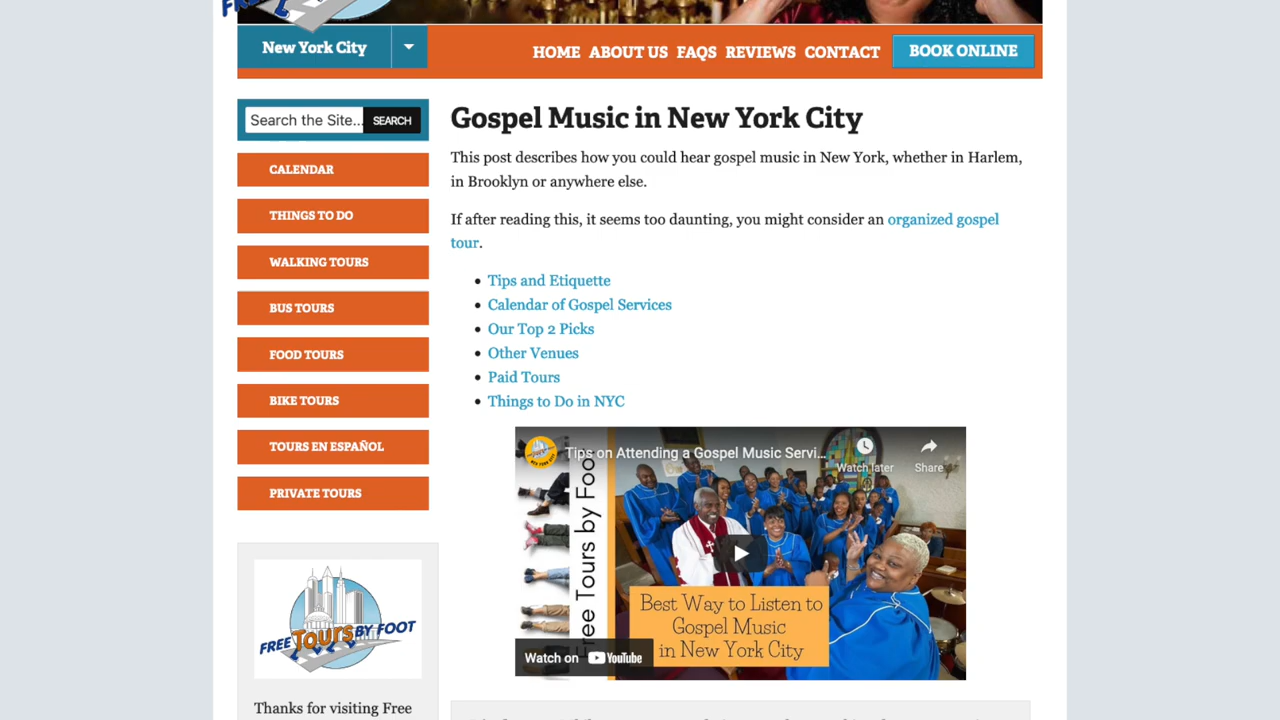 FREE
New York City
HOME ABOUT US FAQS REVIEWS CONTACT BOOK ONLINE
Search the Site... SEARCH
CALENDAR
THINGS TO DO
WALKING TOURS
BUS TOURS
FOOD TOURS
BIKE TOURS
TOURS EN ESPAÑOL
PRIVATE TOURS
FREE TOURS BY FOOT
Thanks for visiting Free
Gospel Music in New York City
This post describes how you could hear gospel music in New York, whether in Harlem,
in Brooklyn or anywhere else.
If after reading this, it seems too daunting, you might consider an organized gospel
tour.
• Tips and Etiquette
• Calendar of Gospel Services
• Our Top 2 Picks
• Other Venues
• Paid Tours
• Things to Do in NYC
Tips on Attending a Gospel Music Servi...
Watch later
Share
Free Tours by Foot
Best Way to Listen to
Gospel Music
in New York City
Watch on YouTube